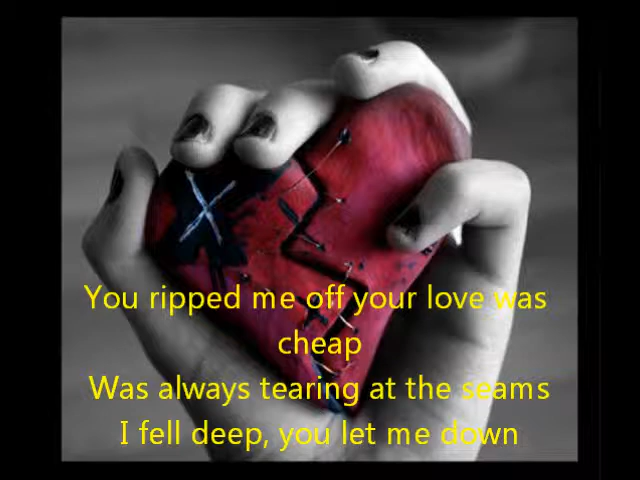 You ripped me off your love was
cheap
Was always tearing at the seams
I fell deep, you let me down